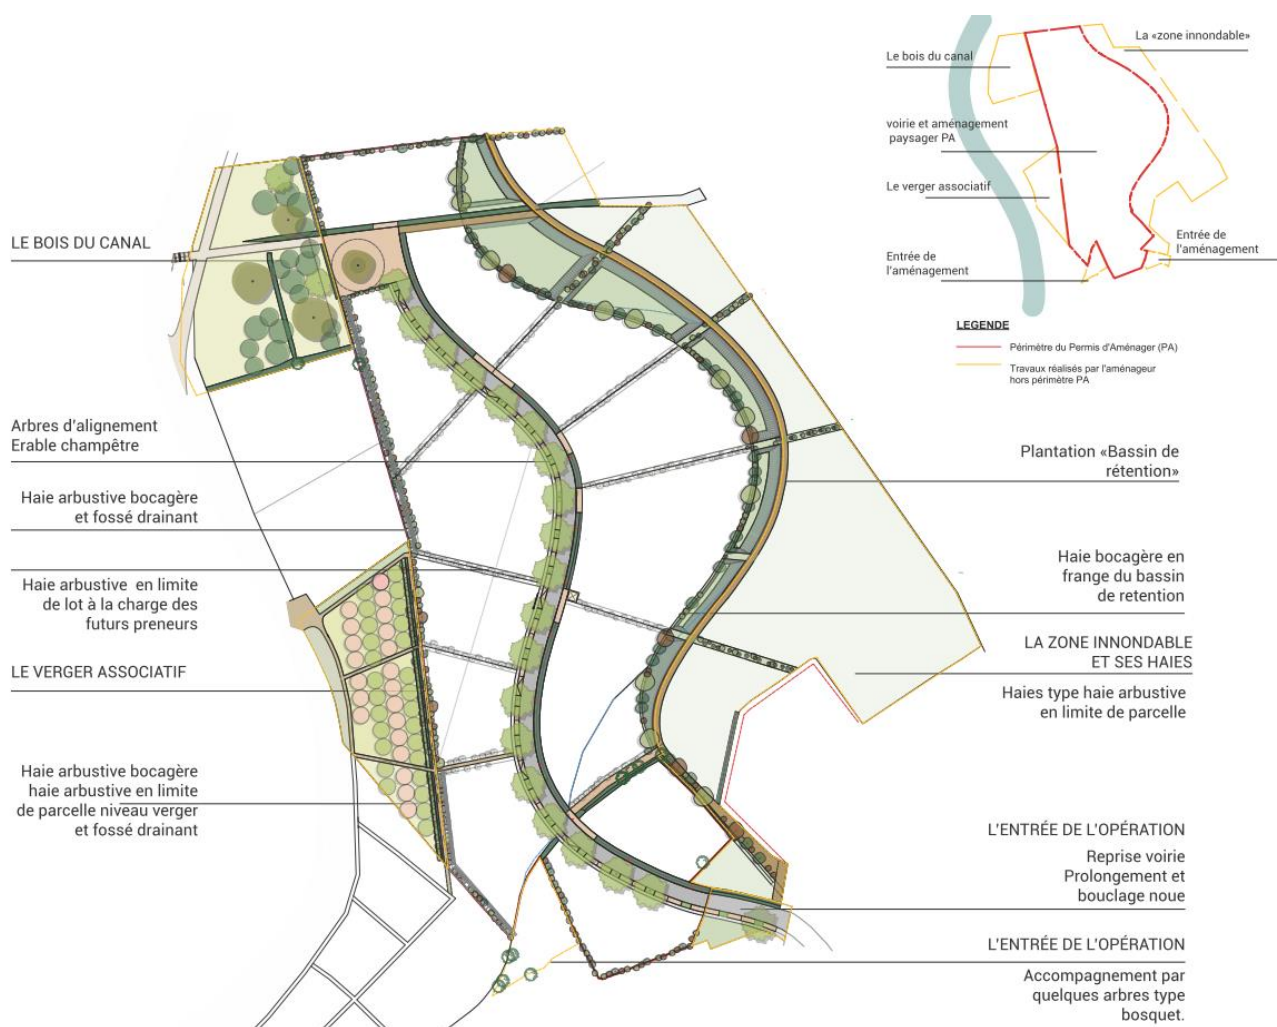 La «zone innondable»
Le bois du canal
voirie et aménagement
paysager PA
Le verger associatif
Entrée de
l'aménagement
Entrée de
l'aménagement
LEGENDE
Périmètre du Permis d'Aménager (PA)
Travaux réalisés par l'aménageur
hors périmètre PA
LE BOIS DU CANAL
Arbres d'alignement
Erable champêtre
Haie arbustive bocagère
et fossé drainant
Haie arbustive en limite
de lot à la charge des
futurs preneurs
LE VERGER ASSOCIATIF
Haie arbustive bocagère
haie arbustive en limite
de parcelle niveau verger
et fossé drainant
Plantation «Bassin de
rétention»
Haie bocagère en
frange du bassin
de retention
LA ZONE INNONDABLE
ET SES HAIES
Haies type haie arbustive
en limite de parcelle
L'ENTRÉE DE L'OPÉRATION
Reprise voirie
Prolongement et
bouclage noue
L'ENTRÉE DE L'OPÉRATION
Accompagnement par
quelques arbres type
bosquet.